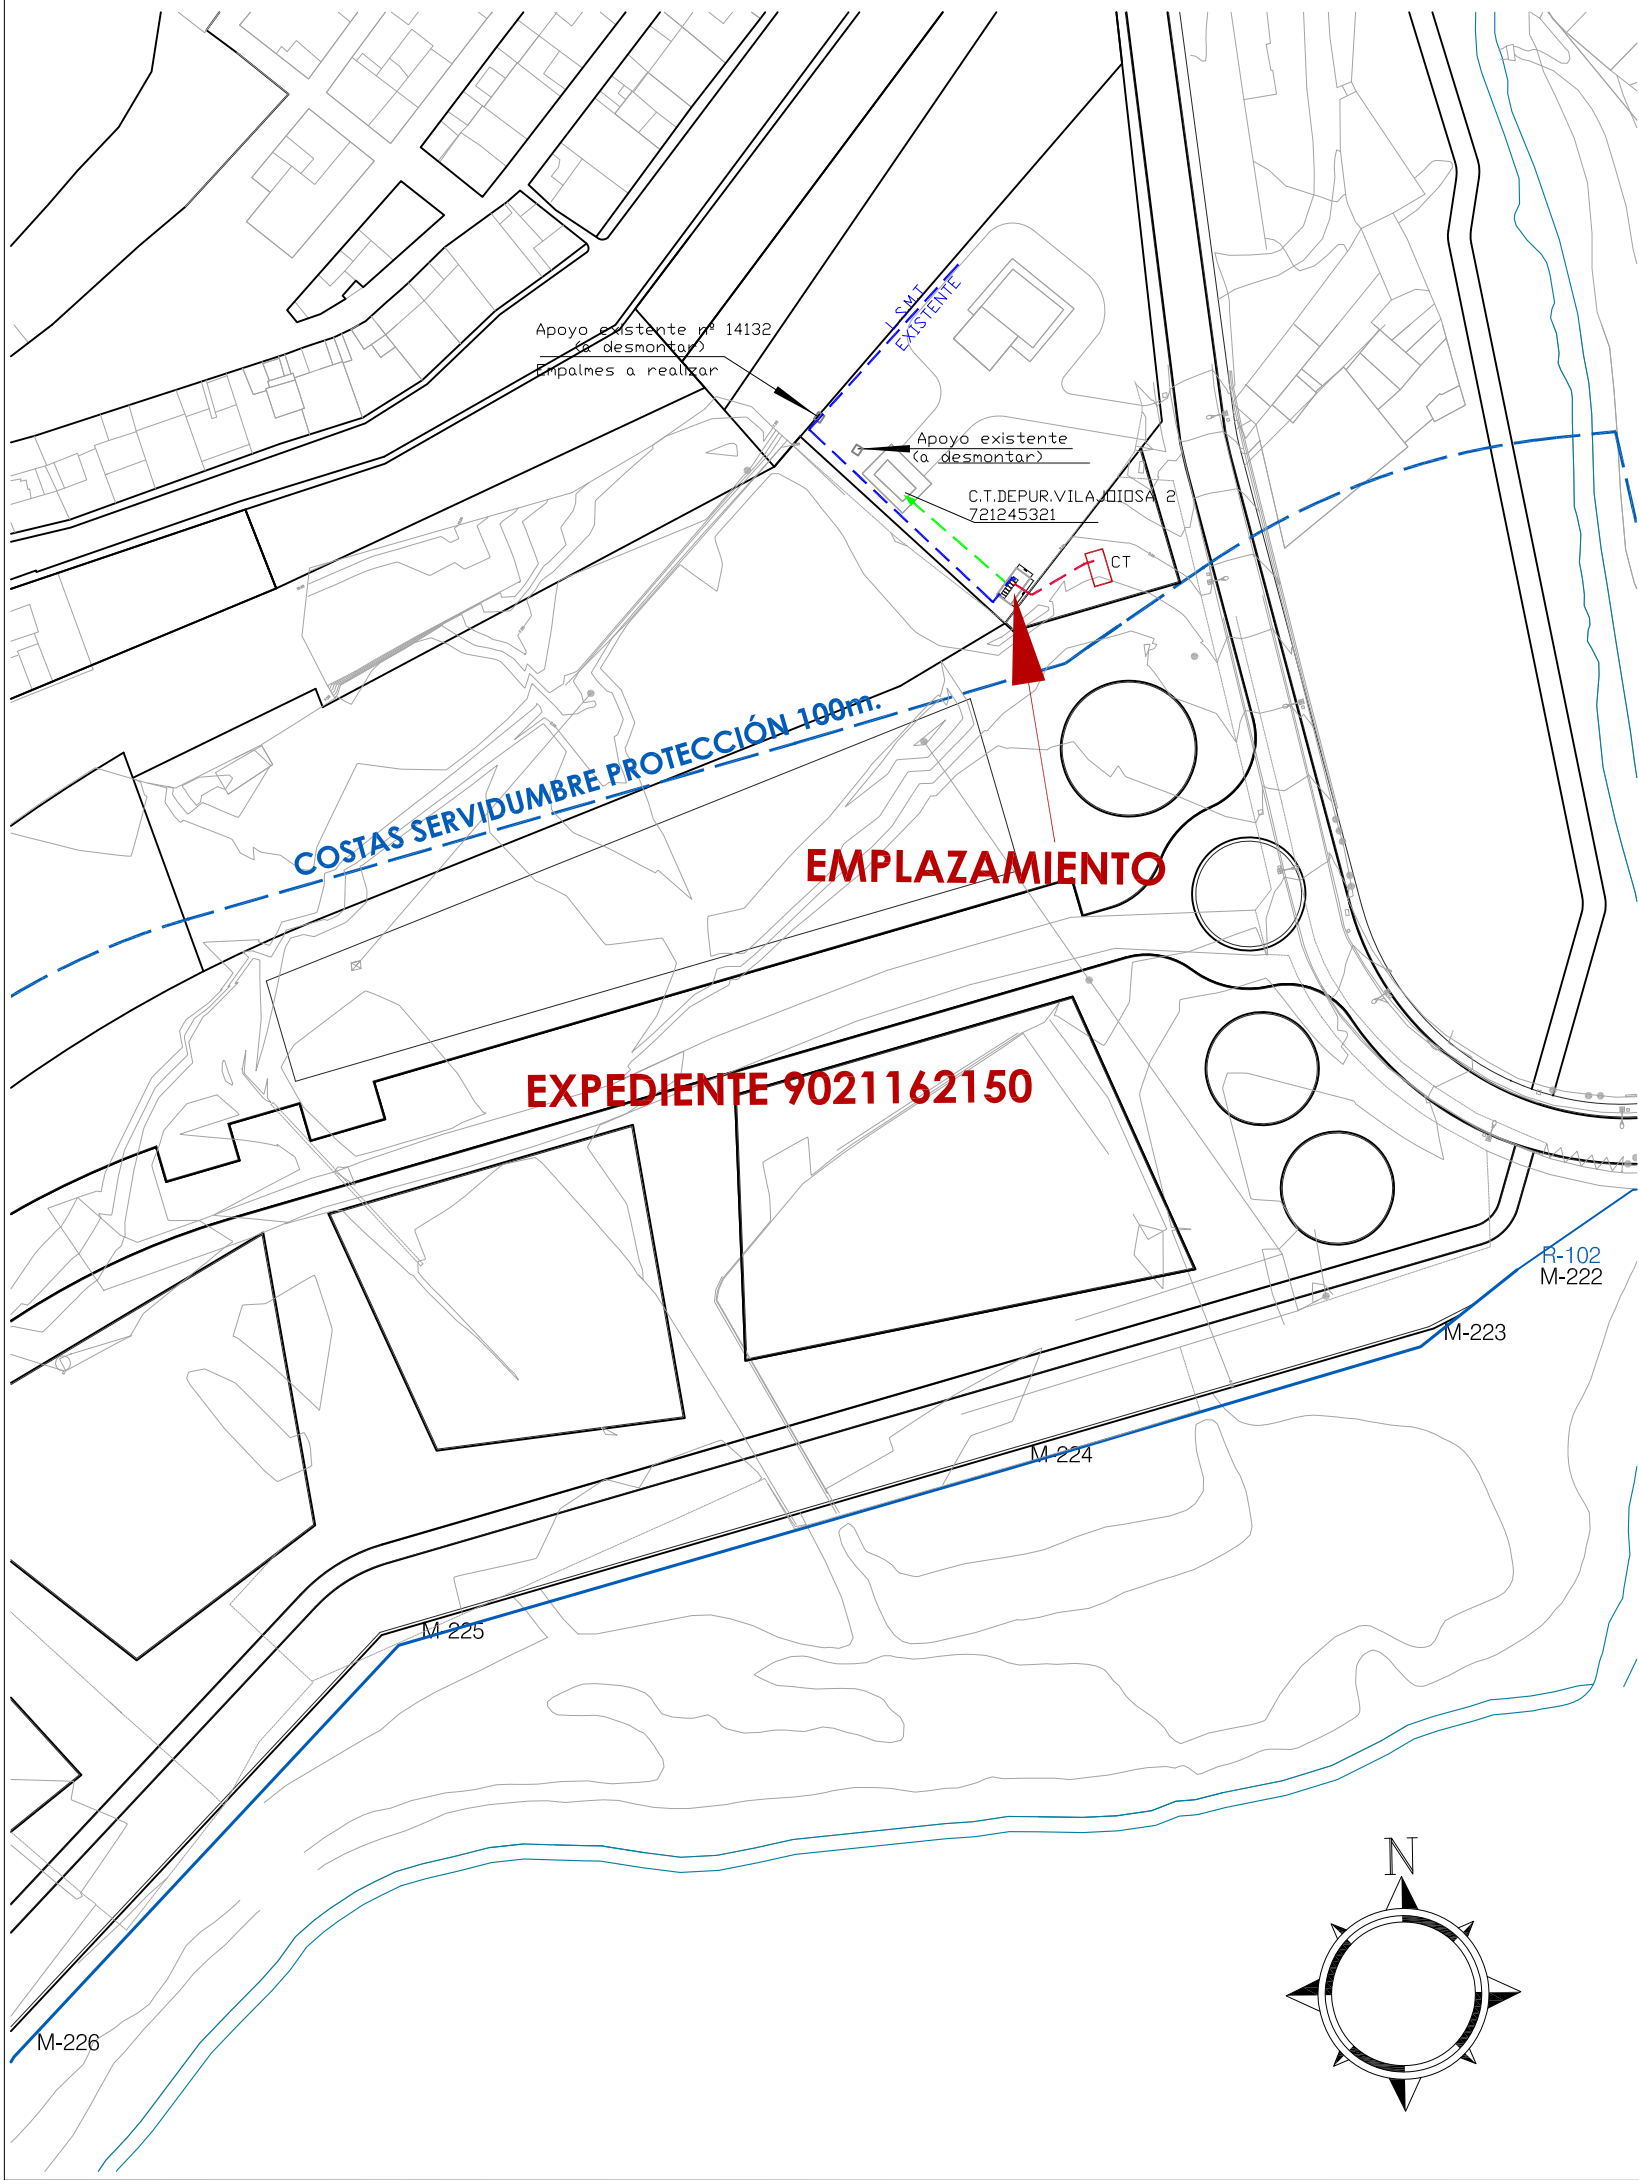 L.S.M.T
EXISTENTE
Apoyo existente nº 14132
(a desmontar)
Empalmes a realizar
Apoyo existente
(a desmontar)
C.T.DEPUR.VILAJOIOSA 2
721245321
CT
COSTAS SERVIDUMBRE PROTECCIÓN 100m.
EMPLAZAMIENTO
EXPEDIENTE 9021162150
R-102
M-222
M-223
M-224
M-225
N
M-226